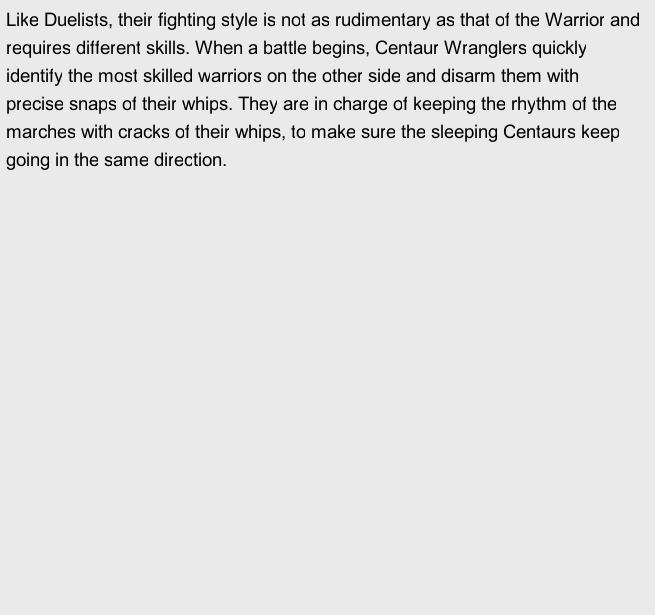 Like Duelists, their fighting style is not as rudimentary as that of the Warrior and
requires different skills. When a battle begins, Centaur Wranglers quickly
identify the most skilled warriors on the other side and disarm them with
precise snaps of their whips. They are in charge of keeping the rhythm of the
marches with cracks of their whips, to make sure the sleeping Centaurs keep
going in the same direction.